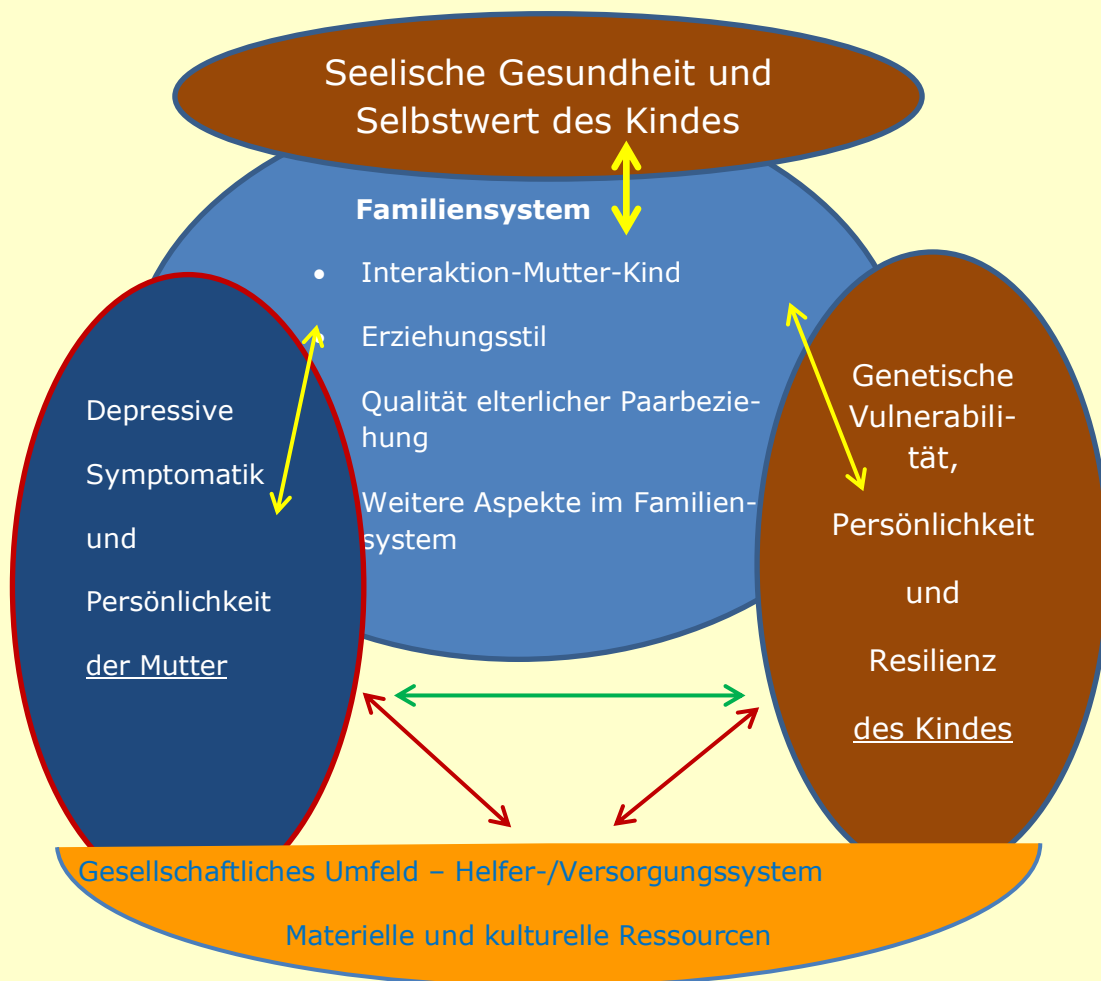 Seelische Gesundheit und
Selbstwert des Kindes
Familiensystem
• Interaktion-Mutter-Kind
• Erziehungsstil
Qualität elterlicher Paarbezie-
hung
Weitere Aspekte im Familien-
system
Depressive
Symptomatik
und
Persönlichkeit
der Mutter
Genetische
Vulnerabili-
tät,
Persönlichkeit
und
Resilienz
des Kindes
Gesellschaftliches Umfeld – Helfer-/Versorgungssystem
Materielle und kulturelle Ressourcen